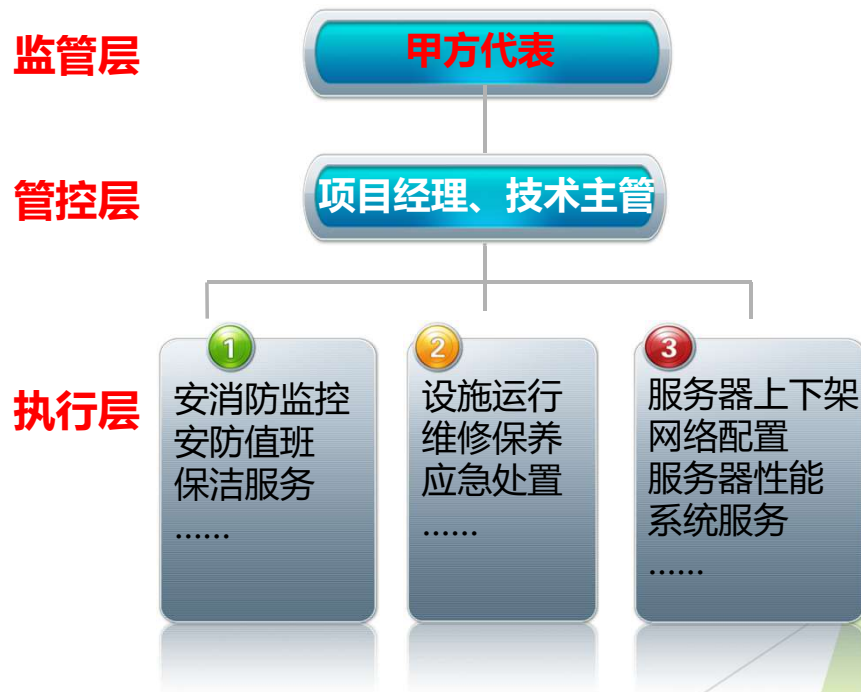 监管层
甲方代表
管控层
项目经理、技术主管
执行层
1
安消防监控
安防值班
保洁服务
......
2
设施运行
维修保养
应急处置
......
3
服务器上下架
网络配置
服务器性能
系统服务
......